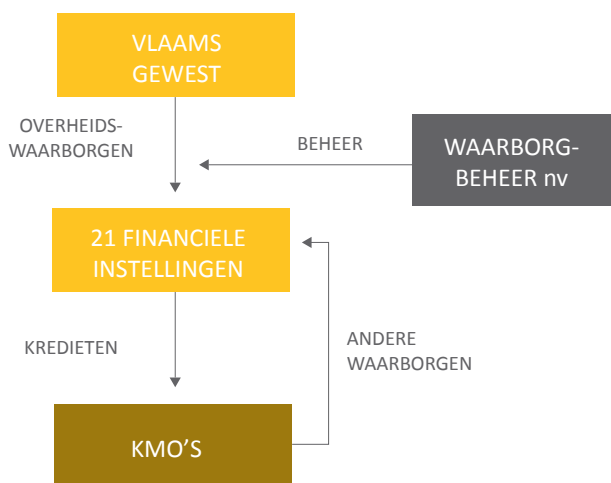 VLAAMS
GEWEST
OVERHEIDS-
WAARBORGEN
BEHEER
WAARBORG-
BEHEER nv
21 FINANCIELE
INSTELLINGEN
KREDIETEN
ANDERE
WAARBORGEN
KMO'S